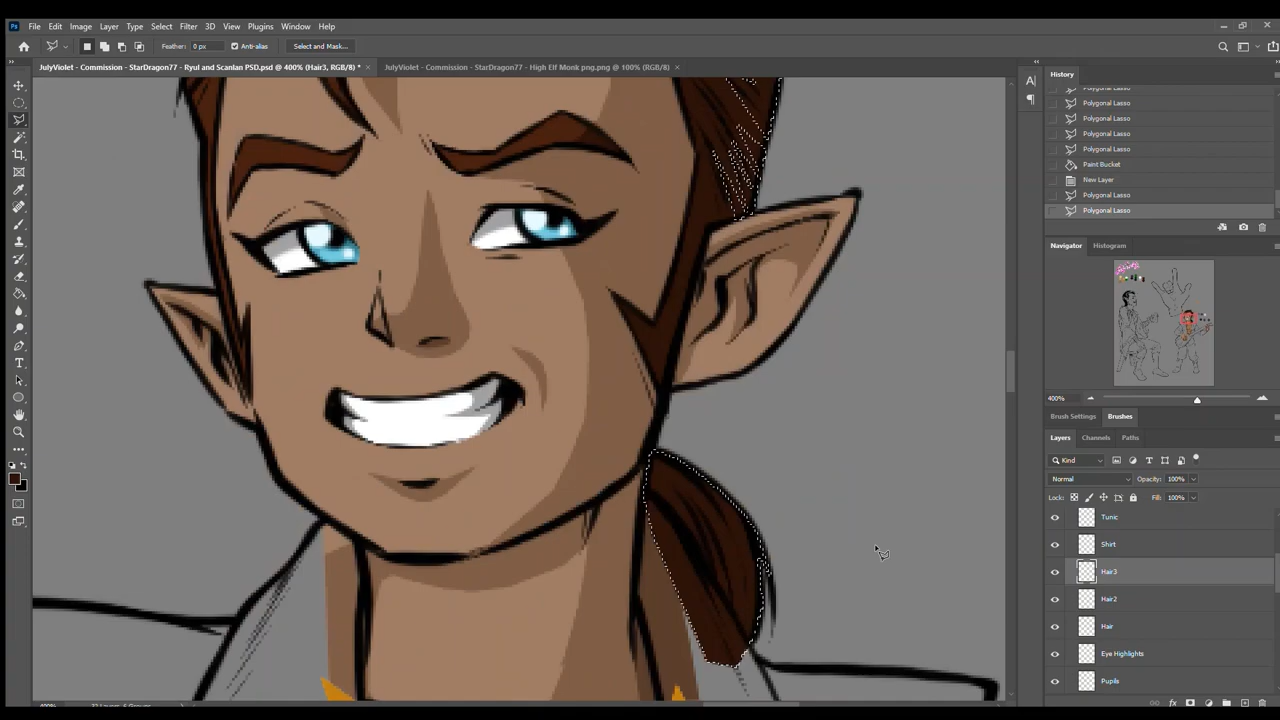 Ps File Edit Image Layer Type Select Filter 3D View Plugins Window Help
Feather: 0 px Anti-alias Select and Mask...
JulyViolet - Commission - StarDragon77 - Ryul and Scanlan PSD.psd @ 400% (Hair3, RGB/8) * × JulyViolet - Commission - StarDragon77 - High Elf Monk png.png @ 100% (RGB/8) ×
History
Polygonal Lasso
Polygonal Lasso
Polygonal Lasso
Polygonal Lasso
Polygonal Lasso
Paint Bucket
New Layer
Polygonal Lasso
Polygonal Lasso
Navigator Histogram
400%
Brush Settings Brushes
Layers Channels Paths
Kind
Normal Opacity: 100%
Lock: Fill: 100%
Tunic
Shirt
Hair3
Hair2
Hair
Eye Highlights
Pupils